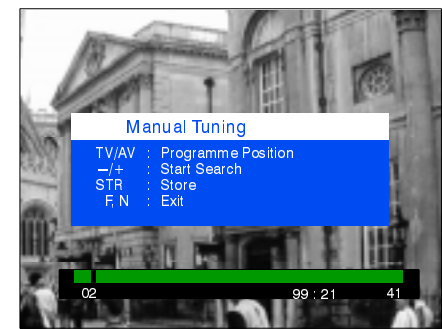 Manual Tuning
TV/AV : Programme Position
–/+ : Start Search
STR : Store
F, N : Exit
02 99 : 21 41